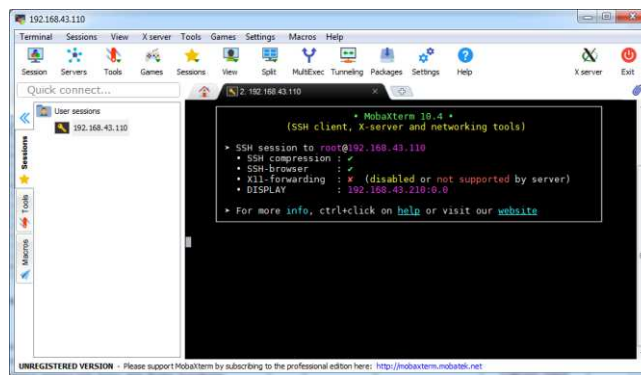 192.168.43.110
Terminal Sessions View X server Tools Games Settings Macros Help
Session Servers Tools Games Sessions View Split MultiExec Tunneling Packages Settings Help X server Exit
Quick connect...
2. 192.168.43.110
User sessions
192.168.43.110
Sessions
Tools
Macros
• MobaXterm 10.4 •
(SSH client, X-server and networking tools)
➤ SSH session to root@192.168.43.110
• SSH compression : ✔
• SSH-browser : ✔
• X11-forwarding : ✘ (disabled or not supported by server)
• DISPLAY : 192.168.43.210:0.0
➤ For more info, ctrl+click on help or visit our website
UNREGISTERED VERSION - Please support MobaXterm by subscribing to the professional edition here: http://mobaxterm.mobatek.net